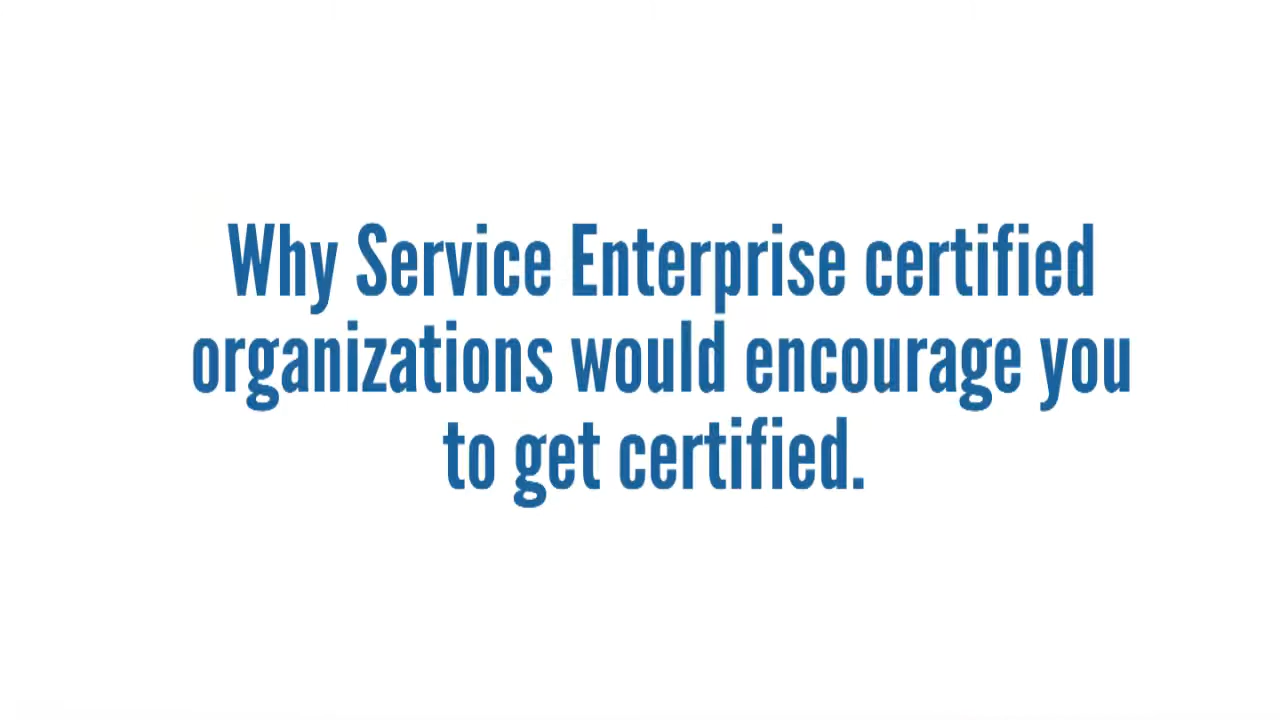 Why Service Enterprise certified
organizations would encourage you
to get certified.